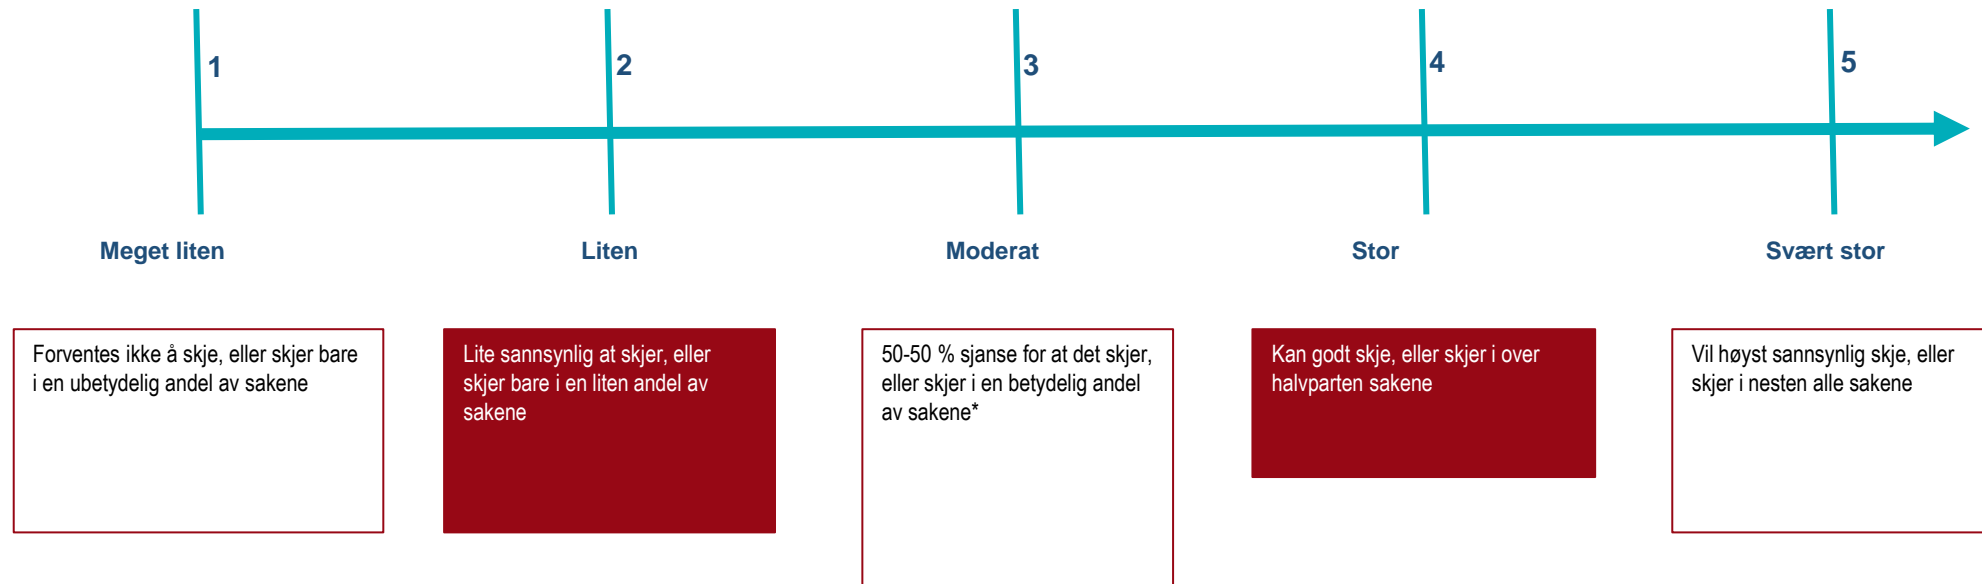 1
2
3
4
5
Meget liten
Liten
Moderat
Stor
Svært stor
Forventes ikke å skje, eller skjer bare
i en ubetydelig andel av sakene
Lite sannsynlig at skjer, eller
skjer bare i en liten andel av
sakene
50-50 % sjanse for at det skjer,
eller skjer i en betydelig andel
av sakene*
Kan godt skje, eller skjer i over
halvparten sakene
Vil høyst sannsynlig skje, eller
skjer i nesten alle sakene